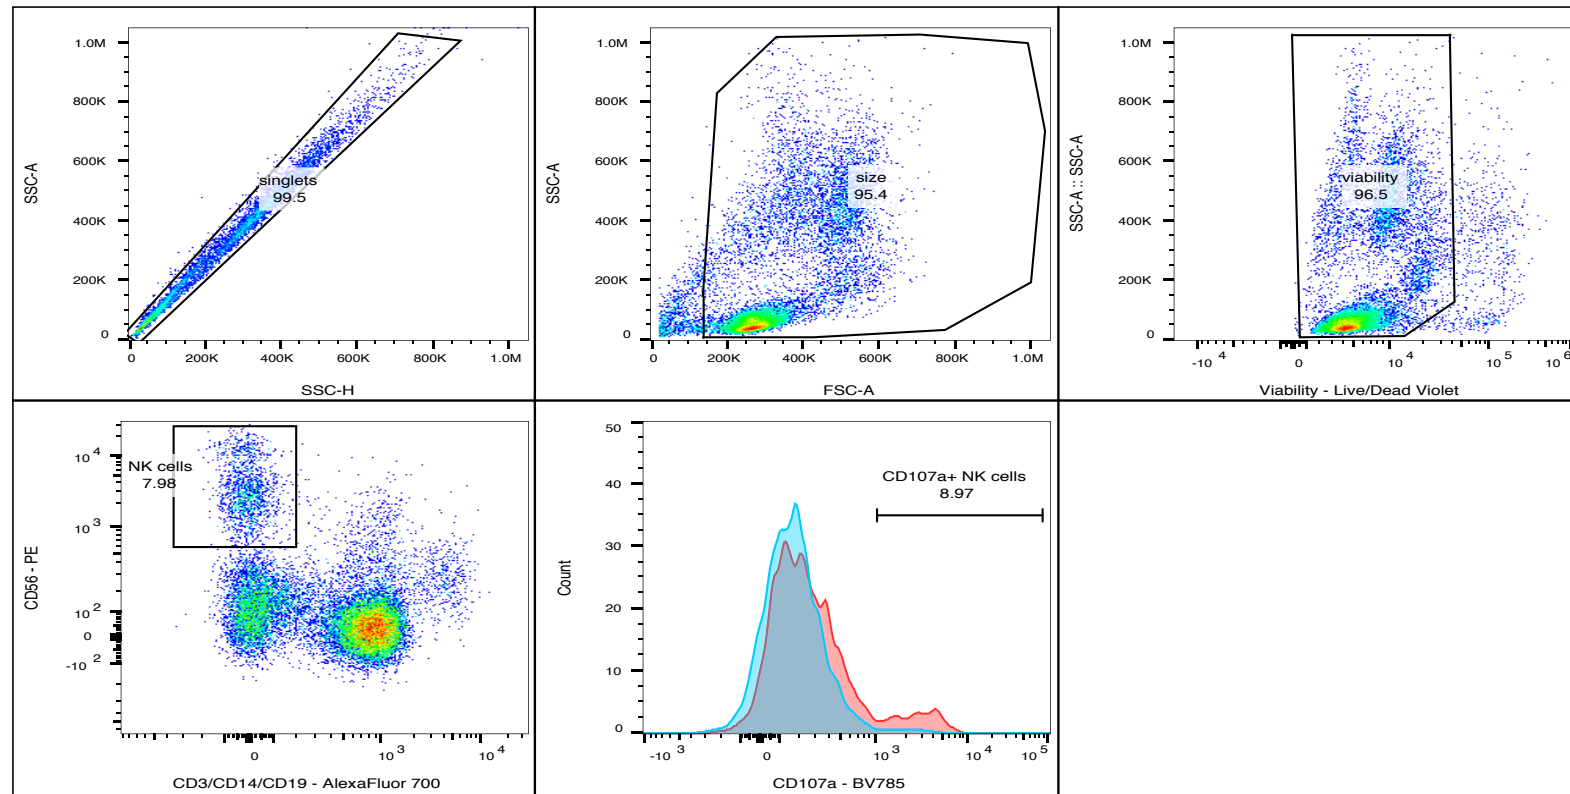 1.0M
800K
600K
400K
200K
0
SSC-A
singlets
99.5
0 200K 400K 600K 800K 1.0M
SSC-H
1.0M
800K
600K
400K
200K
0
SSC-A
size
95.4
0 200K 400K 600K 800K 1.0M
FSC-A
1.0M
800K
600K
400K
200K
0
SSC-A :: SSC-A
viability
96.5
-10 4 0 10 4 10 5 10 6
Viability - Live/Dead Violet
10 4
10 3
10 2
0
-10 2
CD56 - PE
NK cells
7.98
0 10 3 10 4
CD3/CD14/CD19 - AlexaFluor 700
50
40
30
20
10
0
Count
CD107a+ NK cells
8.97
-10 3 0 10 3 10 4 10 5
CD107a - BV785